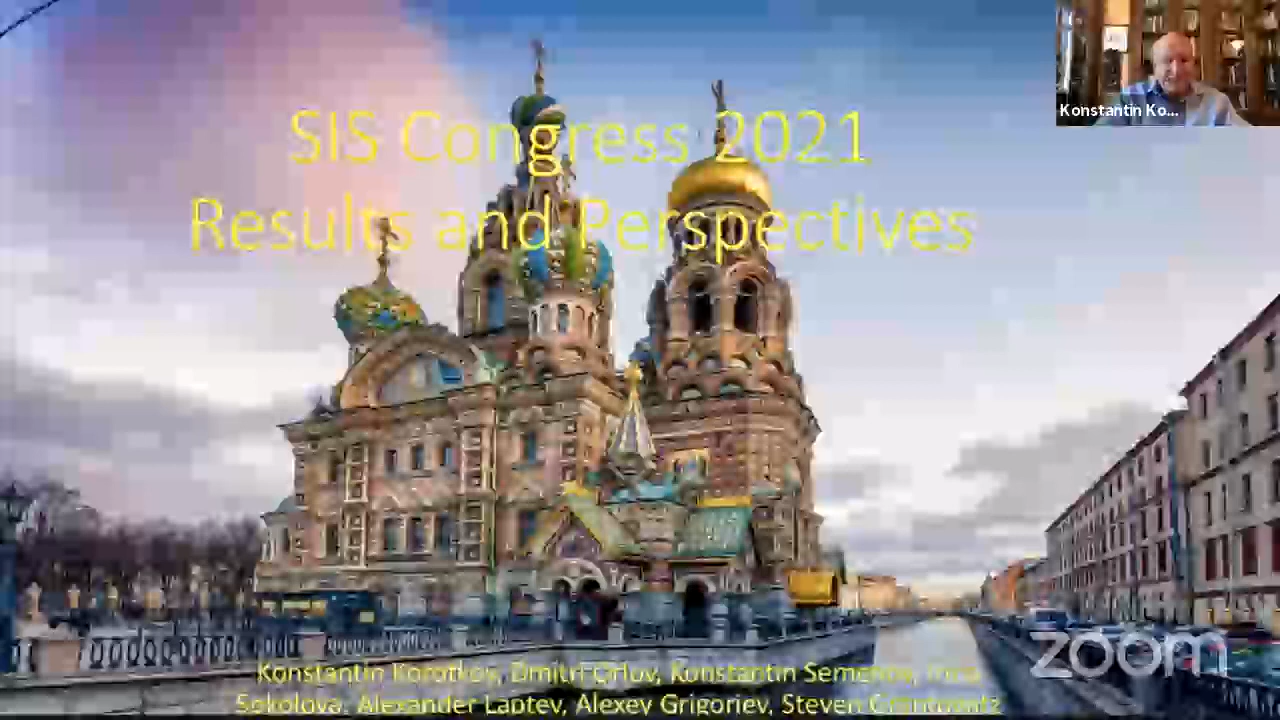 SIS Congress 2021
Results and Perspectives
Konstantin Ko...
zoom
Konstantin Korotkov, Dmitri Orlov, Konstantin Semenov,
Sokolova, Alexander Laptev, Alexey Grigoriev, Steven